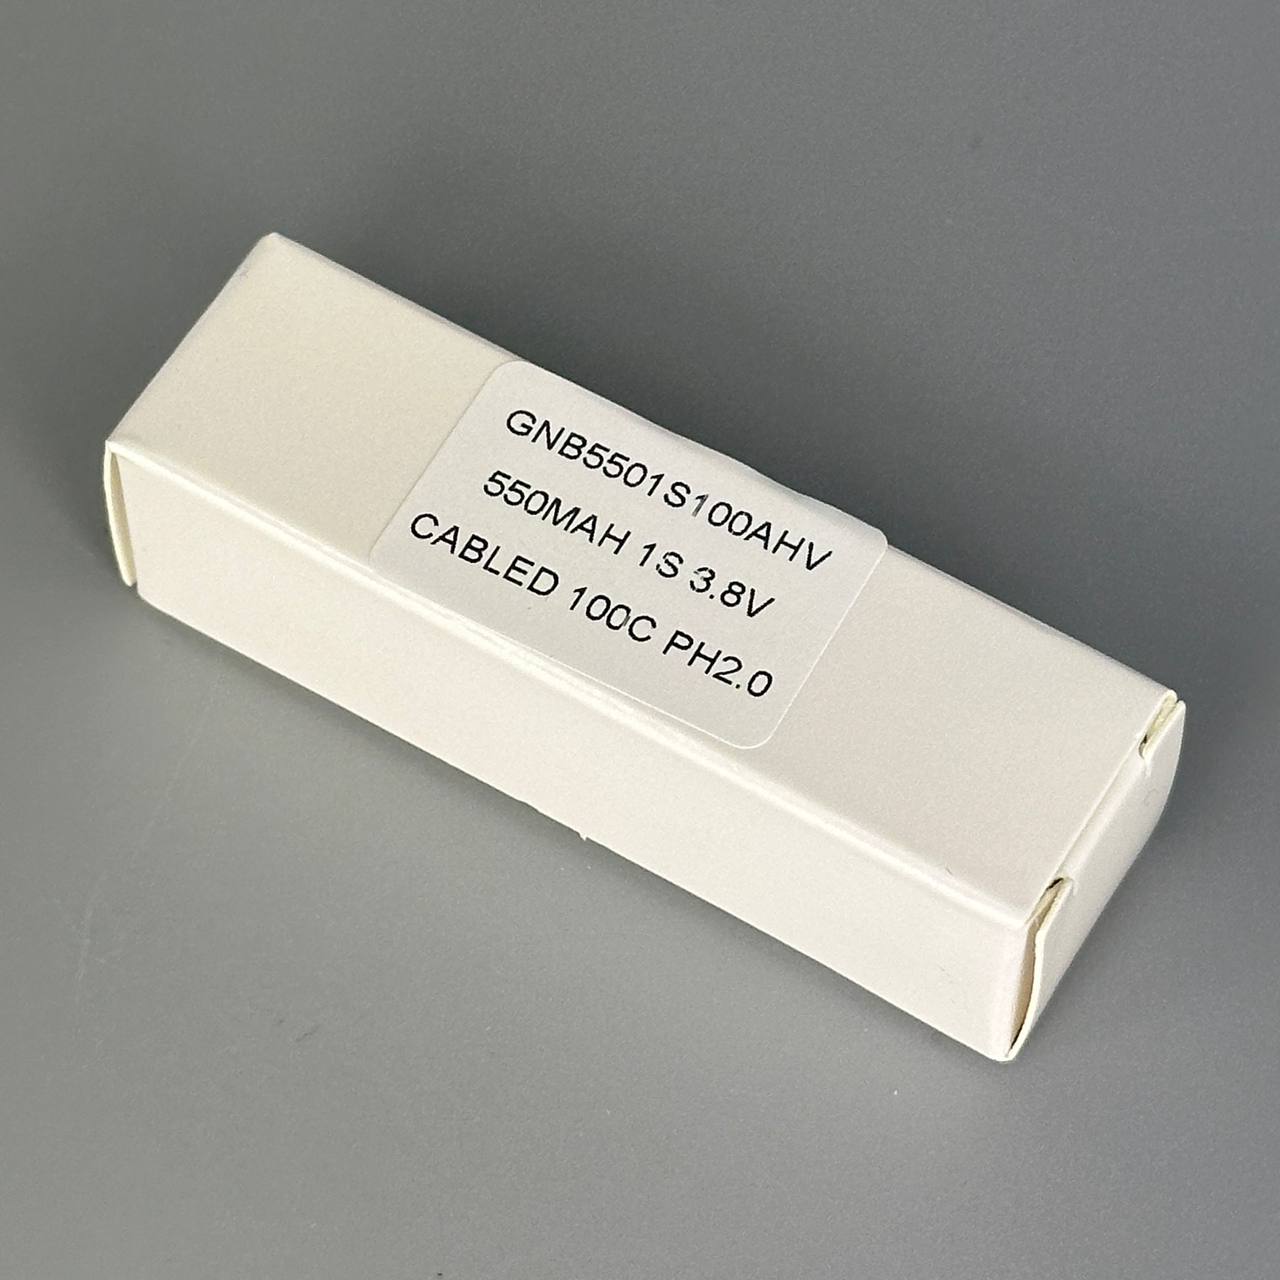 GNB5501S100AHV
550MAH 1S 3.8V
CABLED 100C PH2.0